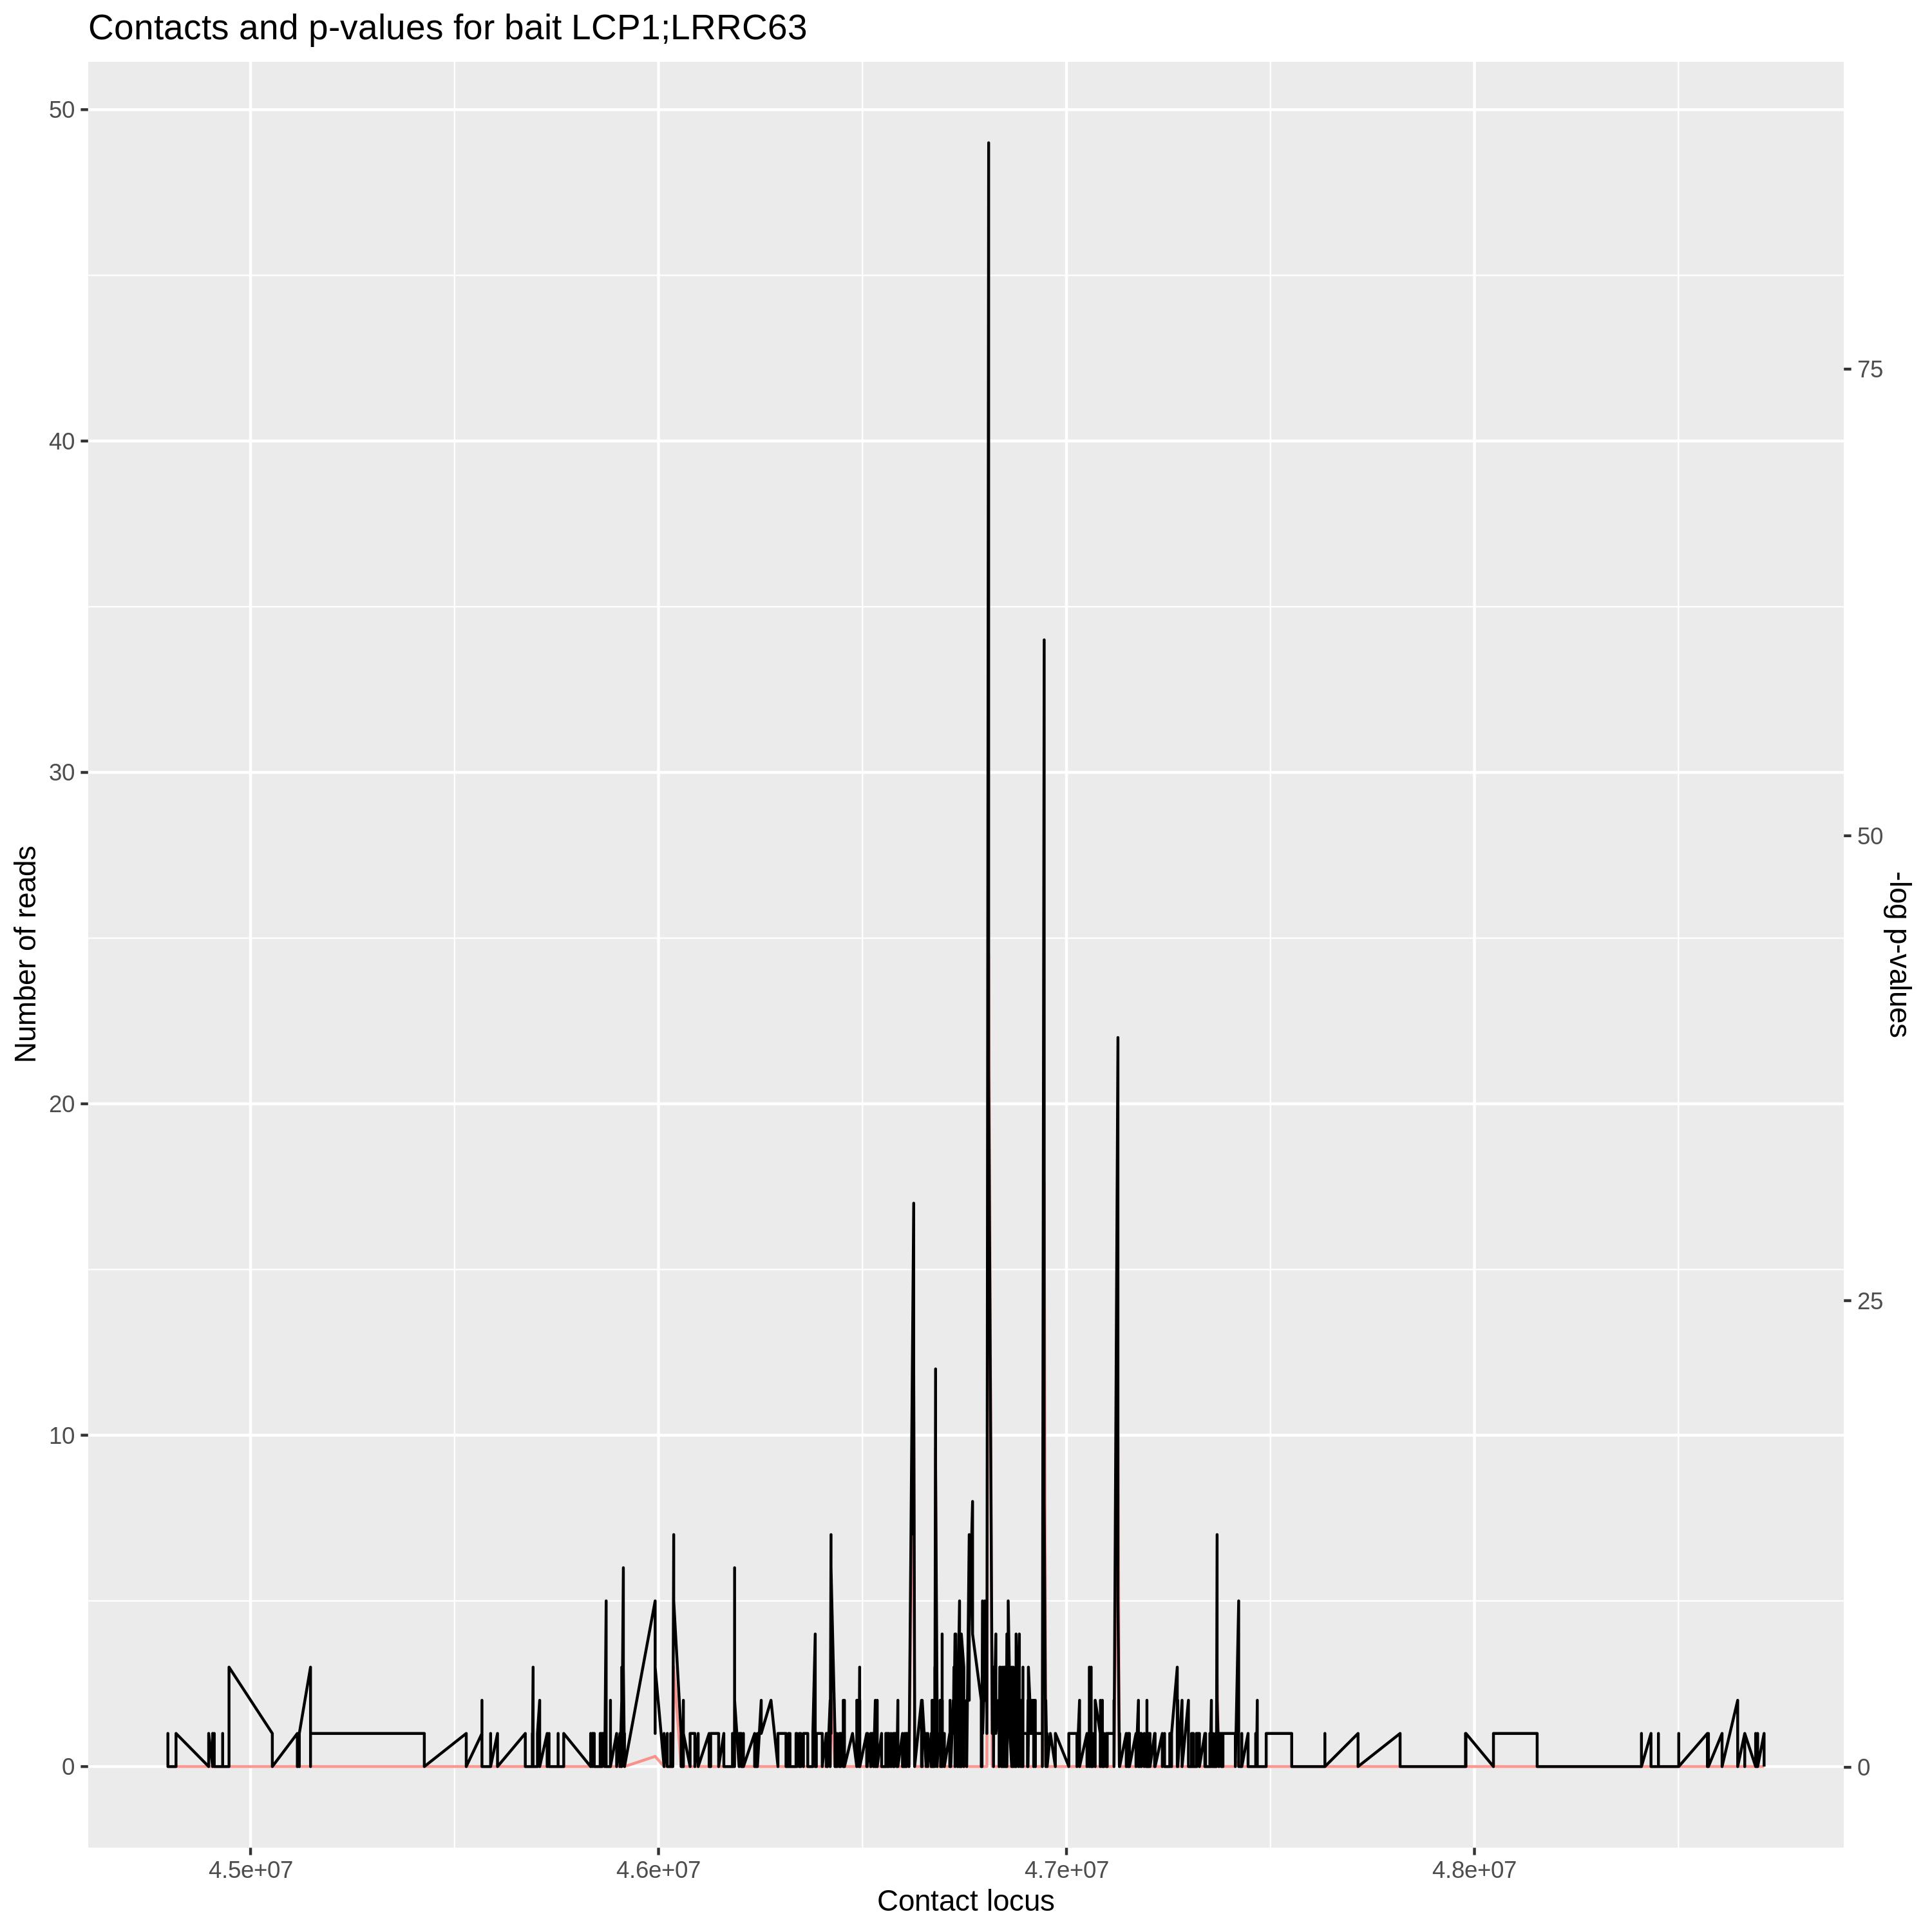 Contacts and p-values for bait LCP1;LRRC63
50
40
30
20
10
0
Number of reads
75
50
25
0
-log p-values
4.5e+07
4.6e+07
4.7e+07
4.8e+07
Contact locus